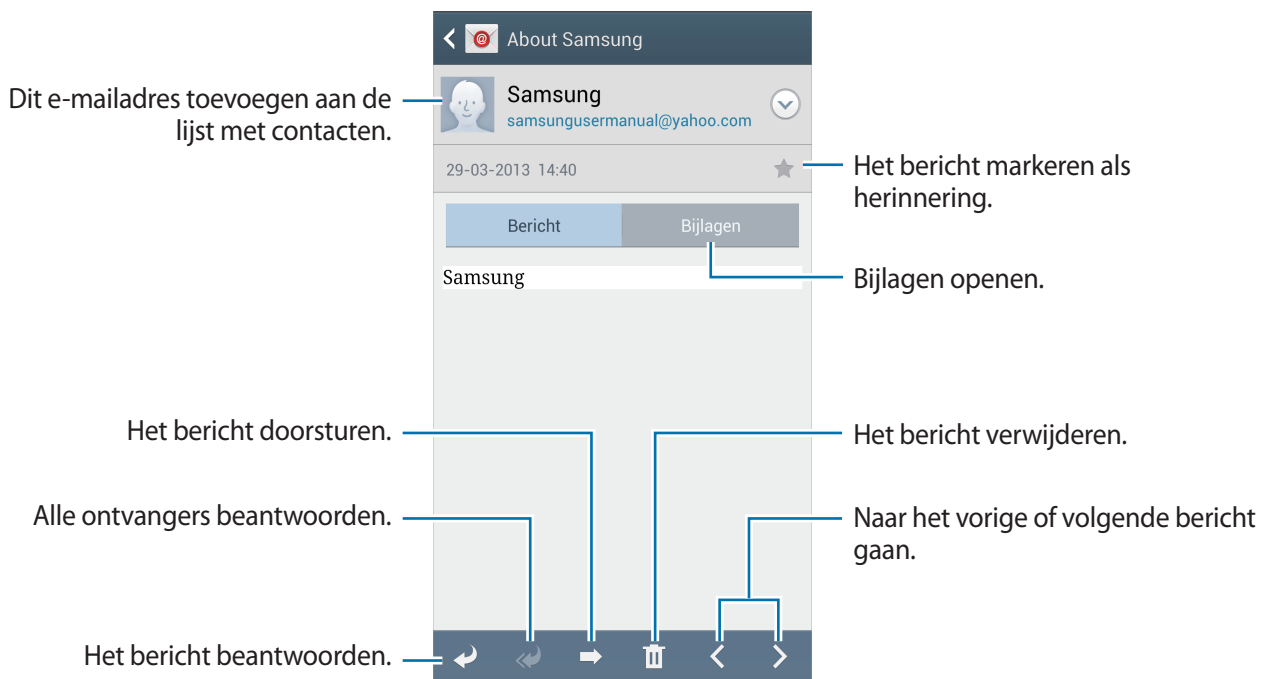 About Samsung
Dit e-mailadres toevoegen aan de
lijst met contacten.
Samsung
samsungusermanual@yahoo.com
29-03-2013 14:40
Het bericht markeren als
herinnering.
Bericht
Bijlagen
Samsung
Bijlagen openen.
Het bericht doorsturen.
Het bericht verwijderen.
Alle ontvangers beantwoorden.
Naar het vorige of volgende bericht
gaan.
Het bericht beantwoorden.